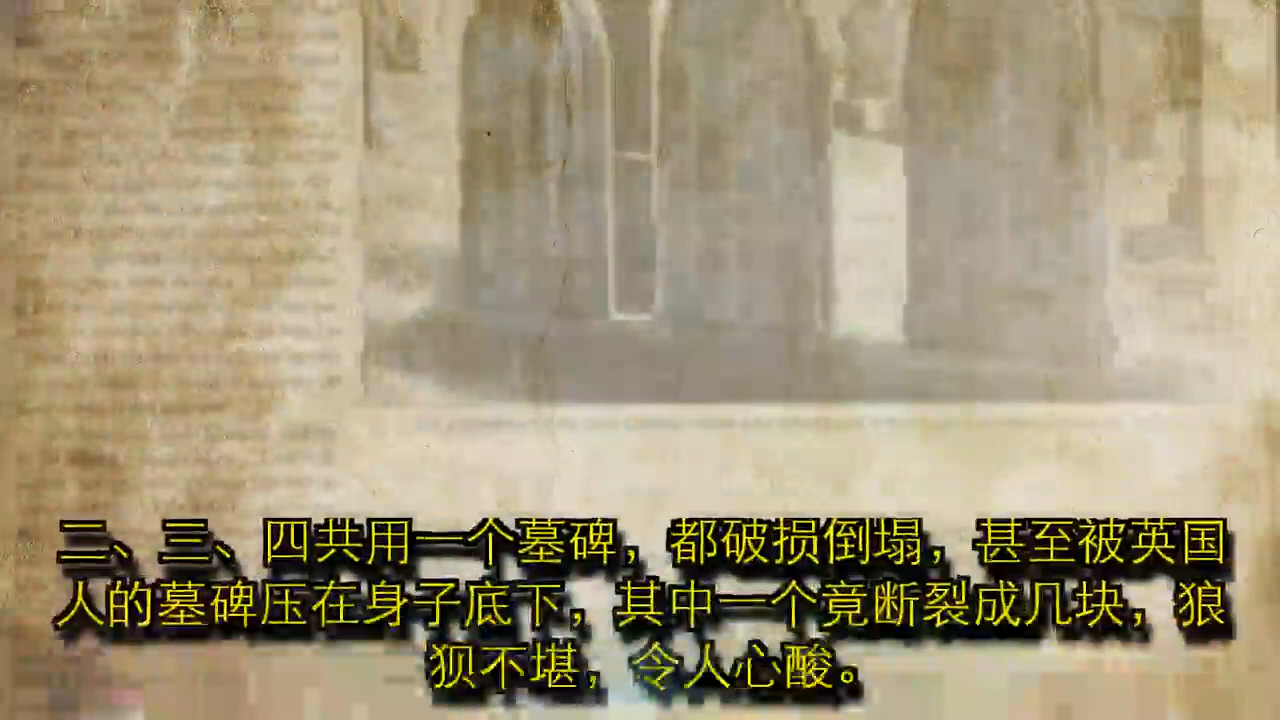 二、三、四共用一个墓碑，都破损倒塌，甚至被英国
人的墓碑压在身子底下，其中一个竟断裂成几块，狼
狈不堪，令人心酸。